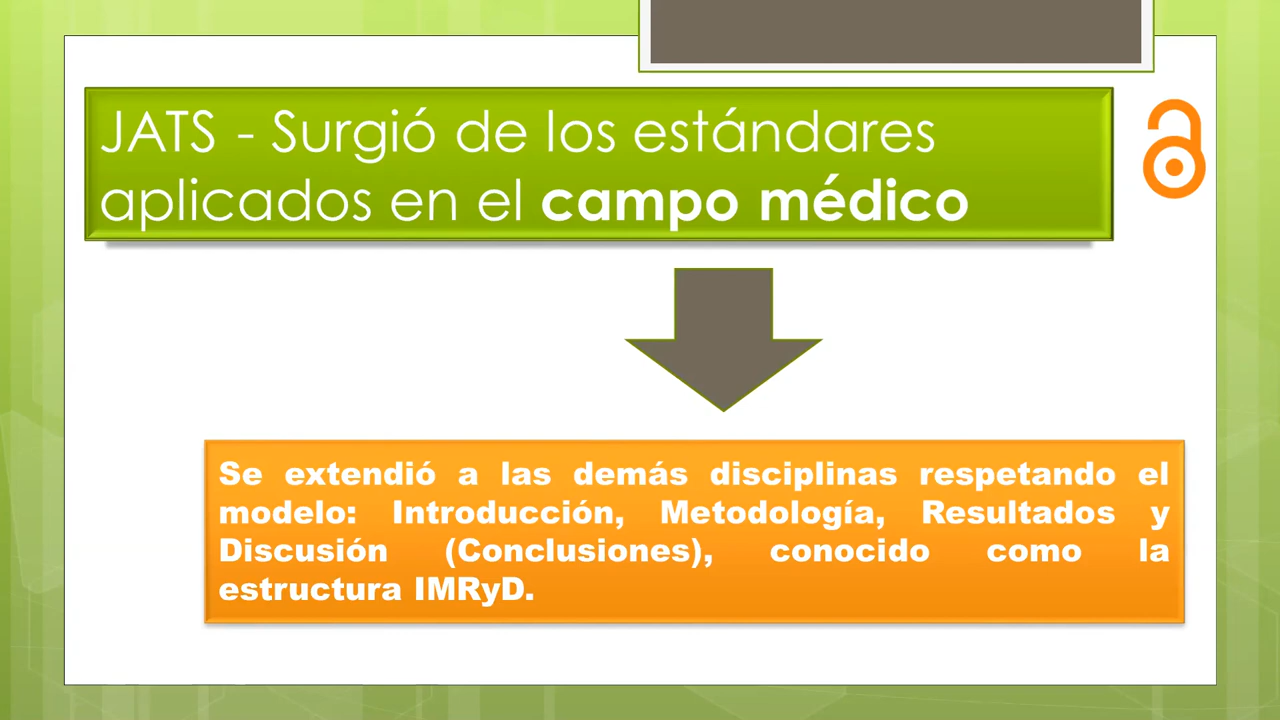 JATS - Surgió de los estándares
aplicados en el campo médico
Se extendió a las demás disciplinas respetando el
modelo: Introducción, Metodología, Resultados y
Discusión (Conclusiones), conocido como la
estructura IMRyD.